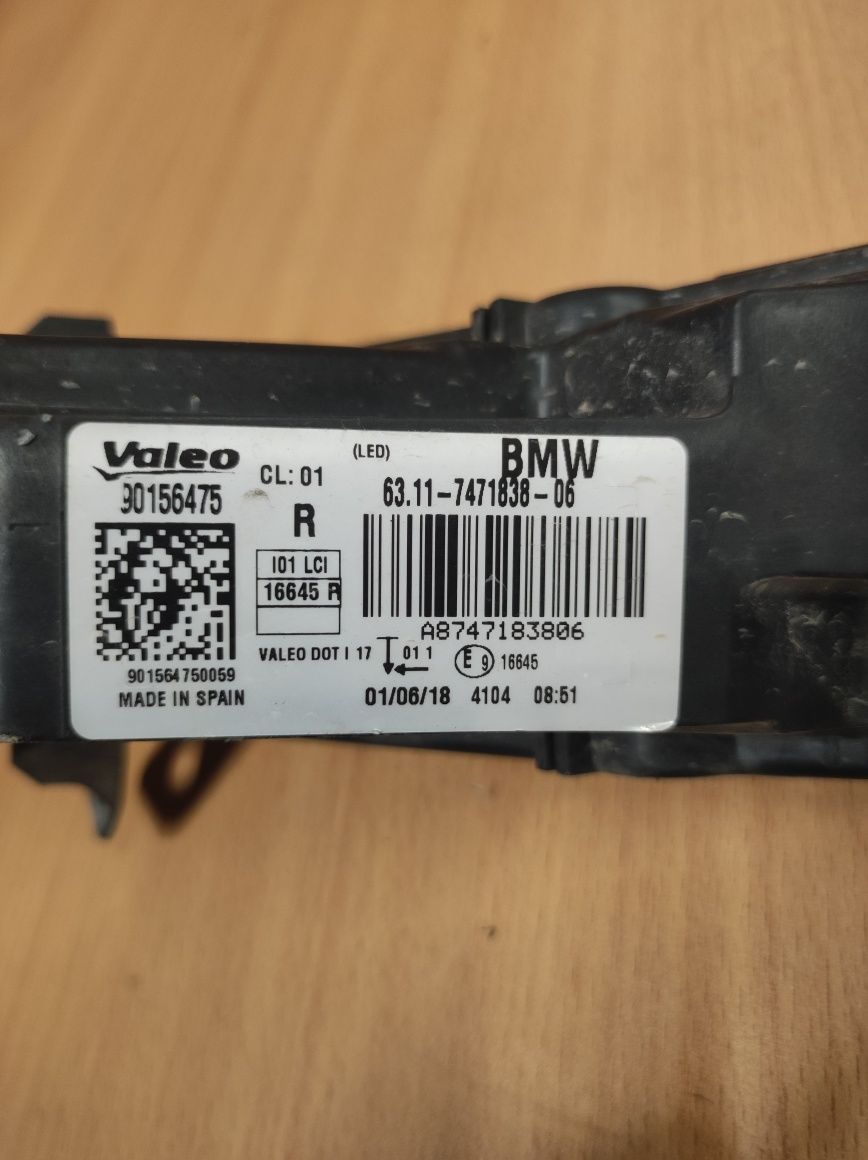 Valeo
90156475
CL: 01
(LED)
BMW
63.11-7471838-06
R
I01 LCI
16645 R
A8747183806
VALEO DOT I 17
01 1
E 9 16645
901564750059
MADE IN SPAIN
01/06/18 4104 08:51